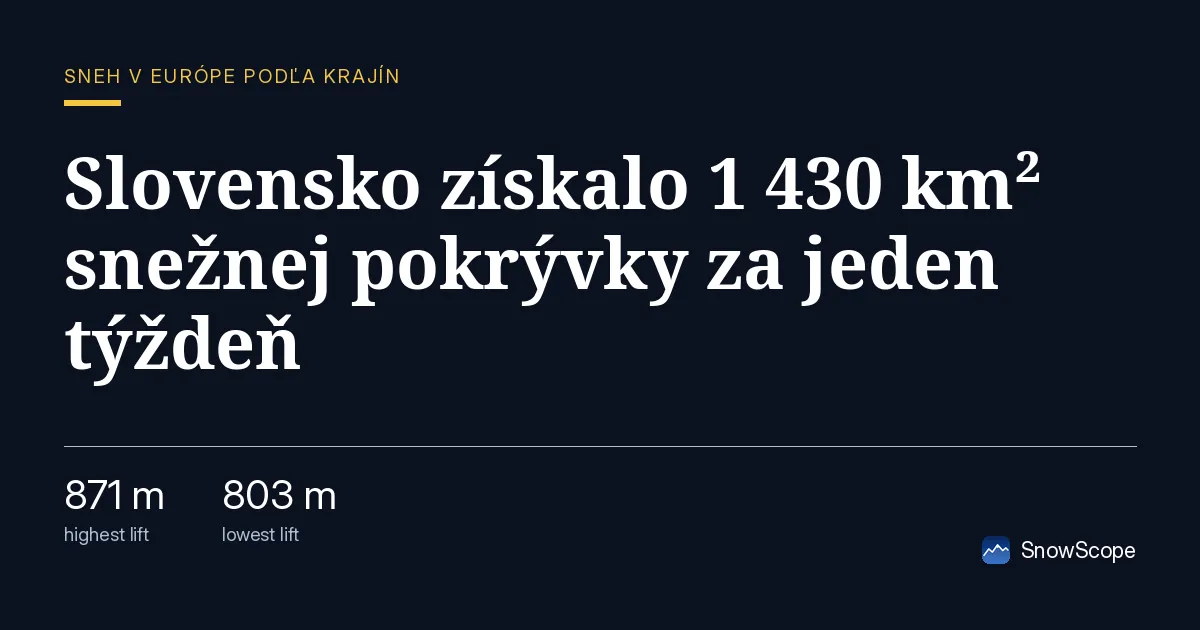 SNEH V EURÓPE PODĽA KRAJÍN
Slovensko získalo 1 430 km²
snežnej pokrývky za jeden
týždeň
871 m
803 m
highest lift
lowest lift
SnowScope